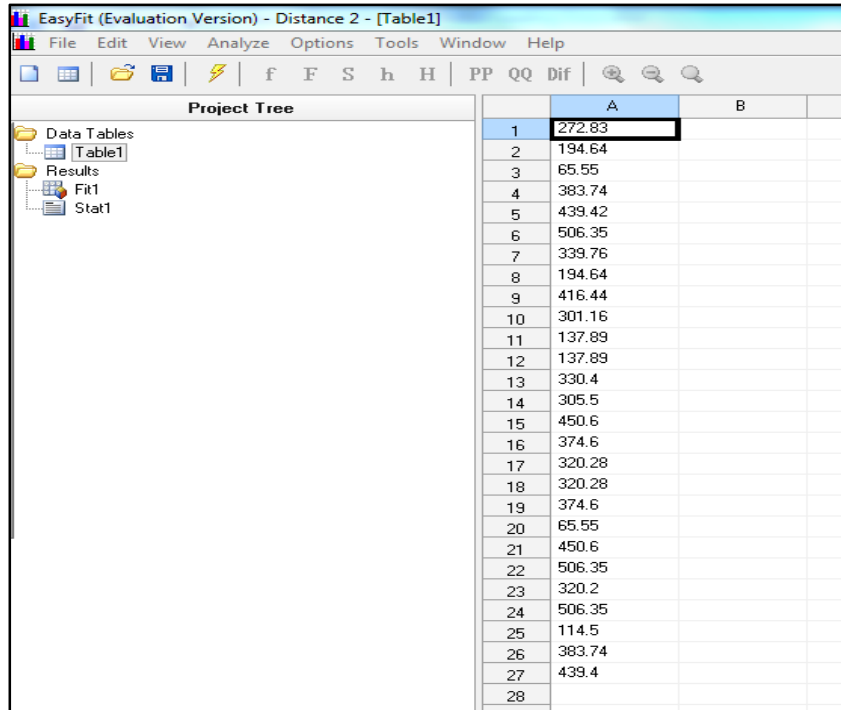 EasyFit (Evaluation Version) - Distance 2 - [Table1]
File Edit View Analyze Options Tools Window Help
f F S h H PP QQ Dif
Project Tree
Data Tables
Table1
Results
Fit1
Stat1
A B
1 272.83
2 194.64
3 65.55
4 383.74
5 439.42
6 506.35
7 339.76
8 194.64
9 416.44
10 301.16
11 137.89
12 137.89
13 330.4
14 305.5
15 450.6
16 374.6
17 320.28
18 320.28
19 374.6
20 65.55
21 450.6
22 506.35
23 320.2
24 506.35
25 114.5
26 383.74
27 439.4
28